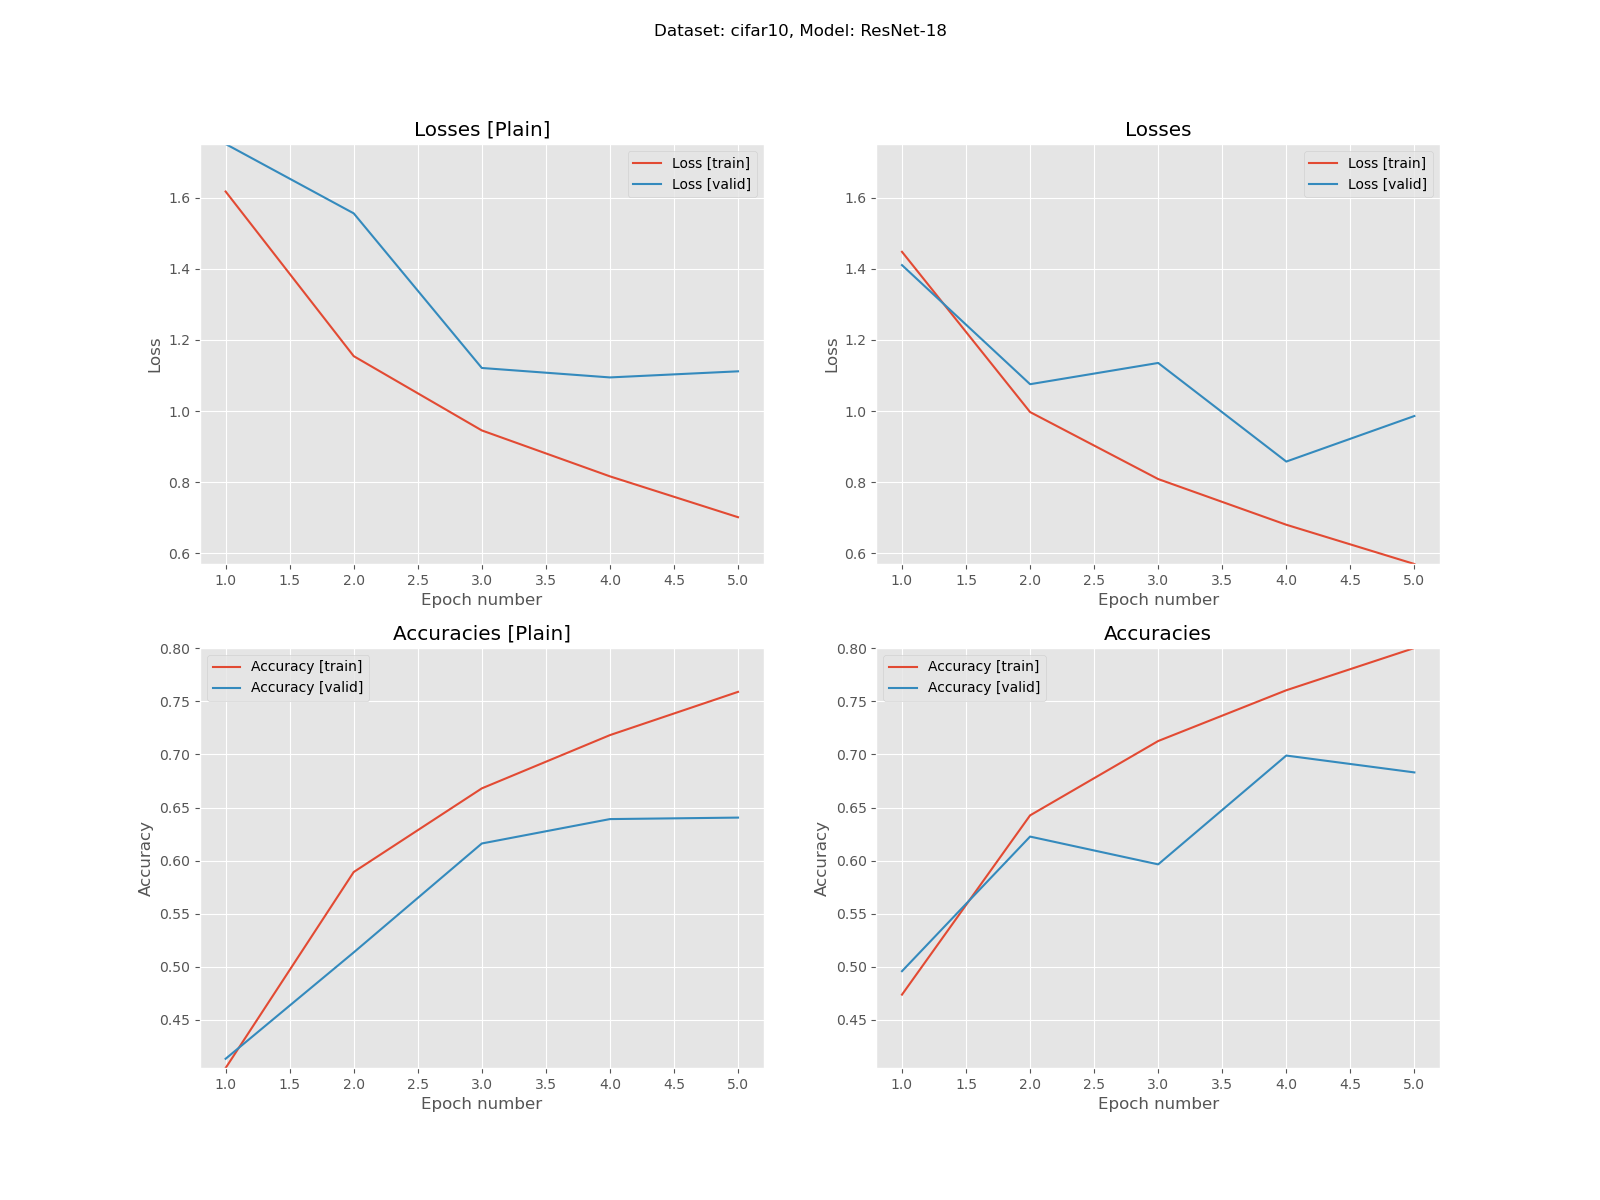 Dataset: cifar10, Model: ResNet-18
Losses [Plain]
Loss [train]
Loss [valid]
1.6
1.4
1.2
1.0
0.8
0.6
Loss
1.0 1.5 2.0 2.5 3.0 3.5 4.0 4.5 5.0
Epoch number
Losses
Loss [train]
Loss [valid]
1.6
1.4
1.2
1.0
0.8
0.6
Loss
1.0 1.5 2.0 2.5 3.0 3.5 4.0 4.5 5.0
Epoch number
Accuracies [Plain]
Accuracy [train]
Accuracy [valid]
0.80
0.75
0.70
0.65
0.60
0.55
0.50
0.45
Accuracy
1.0 1.5 2.0 2.5 3.0 3.5 4.0 4.5 5.0
Epoch number
Accuracies
Accuracy [train]
Accuracy [valid]
0.80
0.75
0.70
0.65
0.60
0.55
0.50
0.45
Accuracy
1.0 1.5 2.0 2.5 3.0 3.5 4.0 4.5 5.0
Epoch number